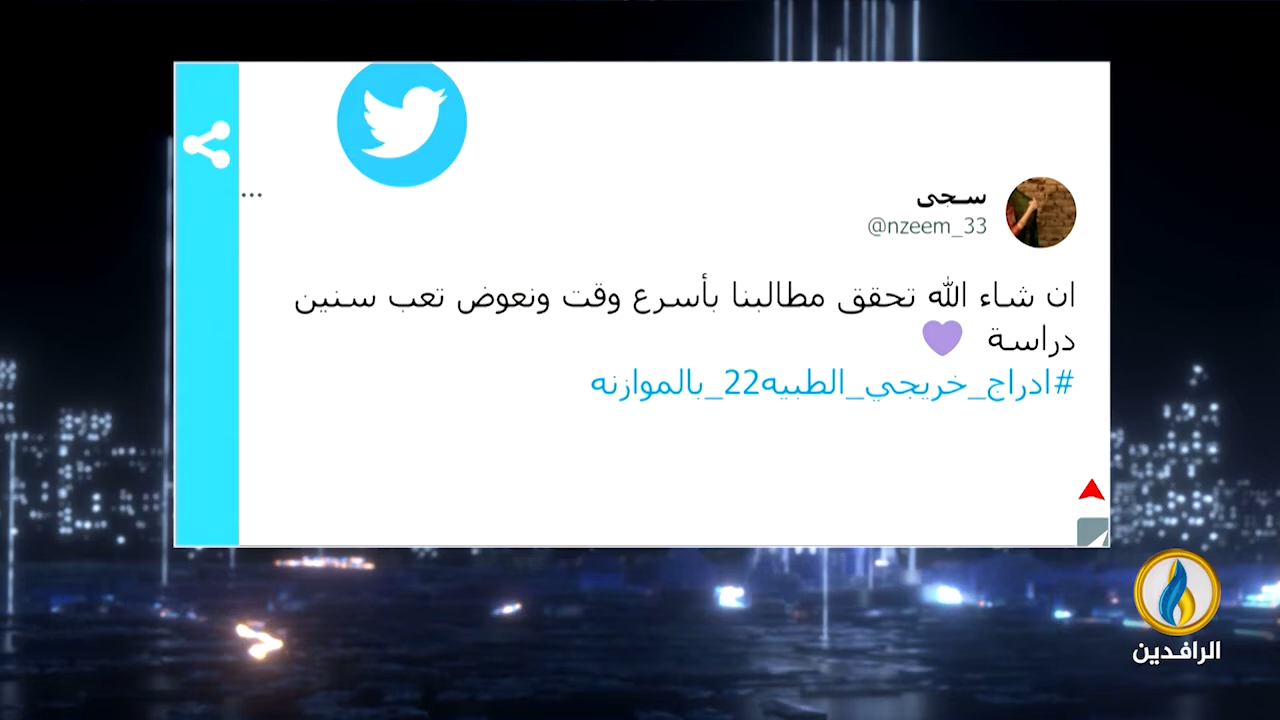 سجى
@nzeem_33
ان شاء الله تحقق مطالبنا بأسرع وقت ونعوض تعب سنين
دراسة 💜
#ادراج_خريجي_الطبيه22_بالموازنه
الرافدين